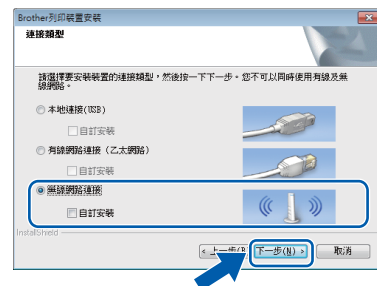 Brother列印裝置安裝
連接類型
請選擇要安裝裝置的連接類型，然後按一下下一步。您不可以同時使用有線及無
線網路。
本地連接(USB)
自訂安裝
有線網路連接（乙太網路）
自訂安裝
無線網路連接
自訂安裝
InstallShield
< 上一步(B)
下一步(N) >
取消